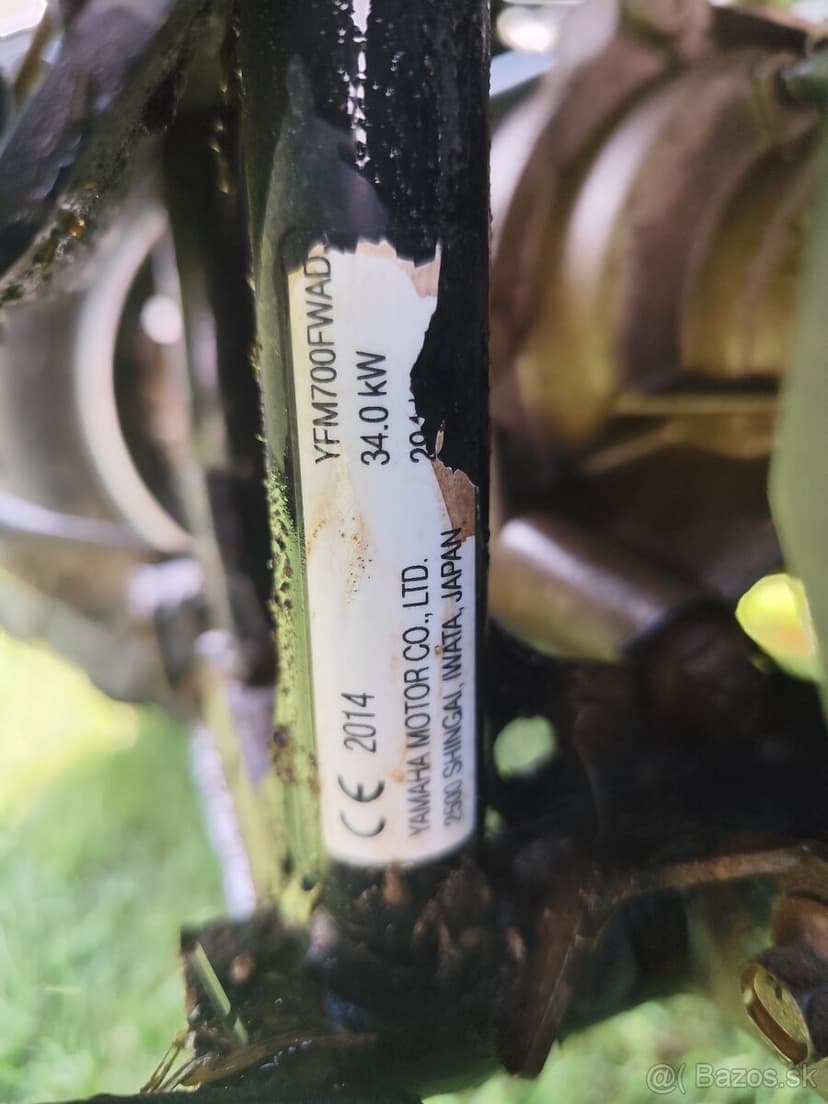 YFM700FWAD
34.0 kW
CE 2014
YAMAHA MOTOR CO., LTD.
2500 SHINGAI, IWATA, JAPAN
@( Bazos.sk